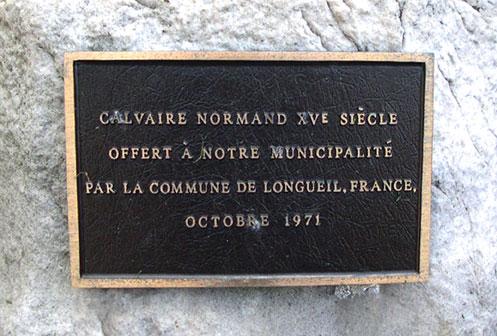 CALVAIRE NORMAND XVE SIÈCLE
OFFERT À NOTRE MUNICIPALITÉ
PAR LA COMMUNE DE LONGUEIL, FRANCE,
OCTOBRE 1971